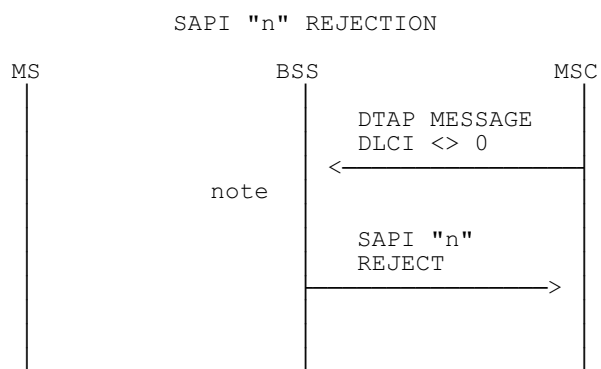 SAPI "n" REJECTION
MS BSS MSC
DTAP MESSAGE
DLCI <> 0
note
SAPI "n"
REJECT